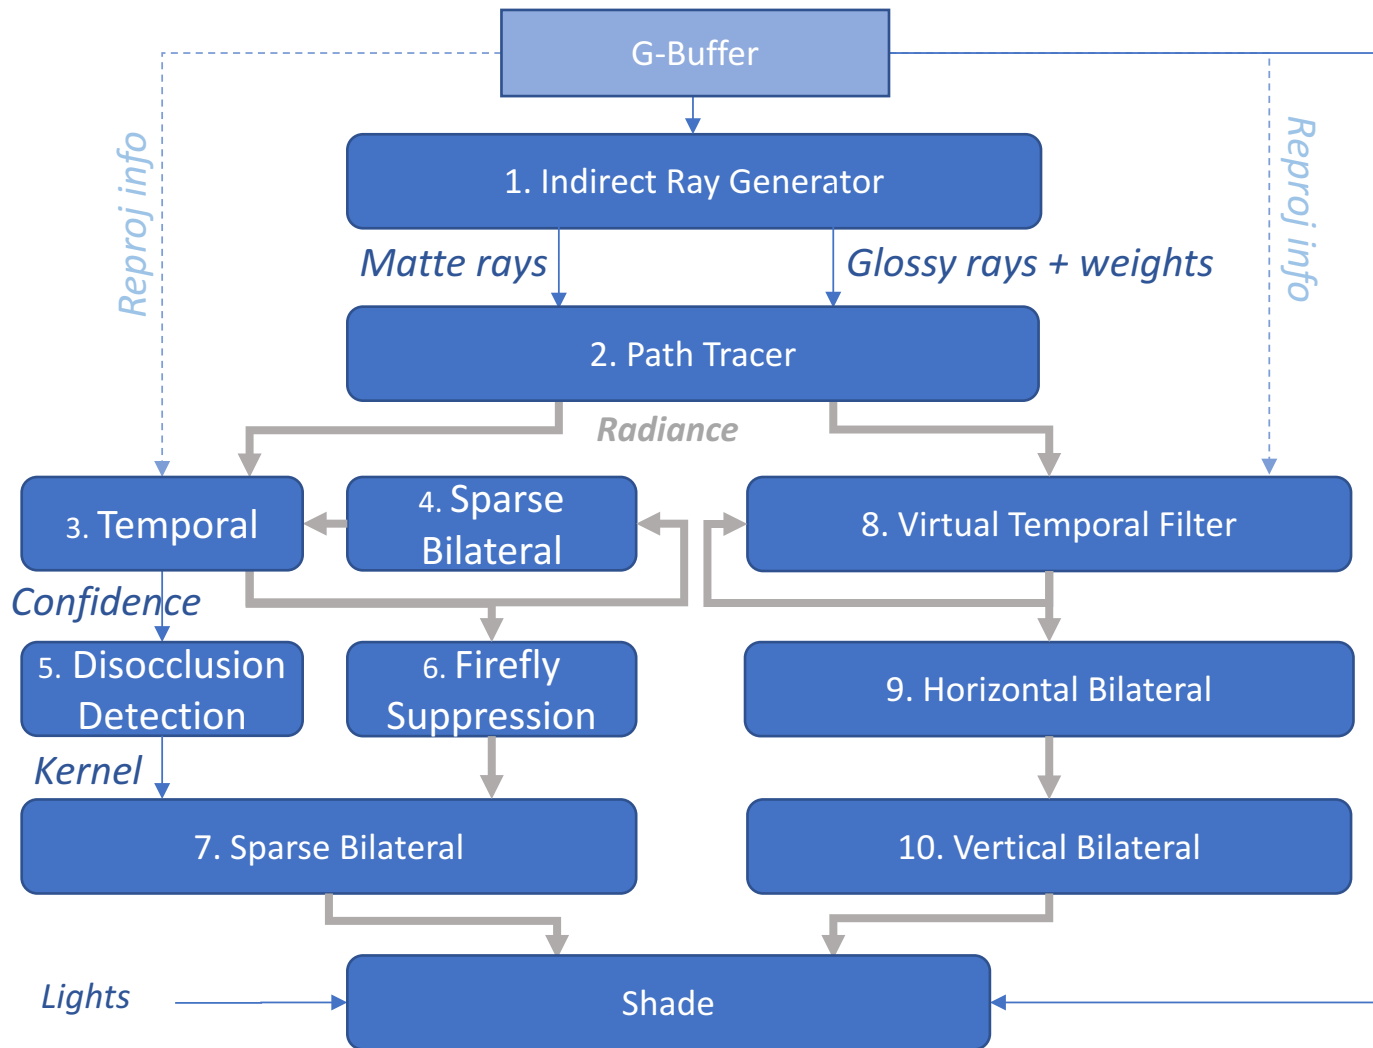 G-Buffer
Reproj info
Reproj info
1. Indirect Ray Generator
Matte rays
Glossy rays + weights
2. Path Tracer
Radiance
3. Temporal
4. Sparse
Bilateral
8. Virtual Temporal Filter
Confidence
5. Disocclusion
Detection
6. Firefly
Suppression
9. Horizontal Bilateral
Kernel
7. Sparse Bilateral
10. Vertical Bilateral
Lights
Shade